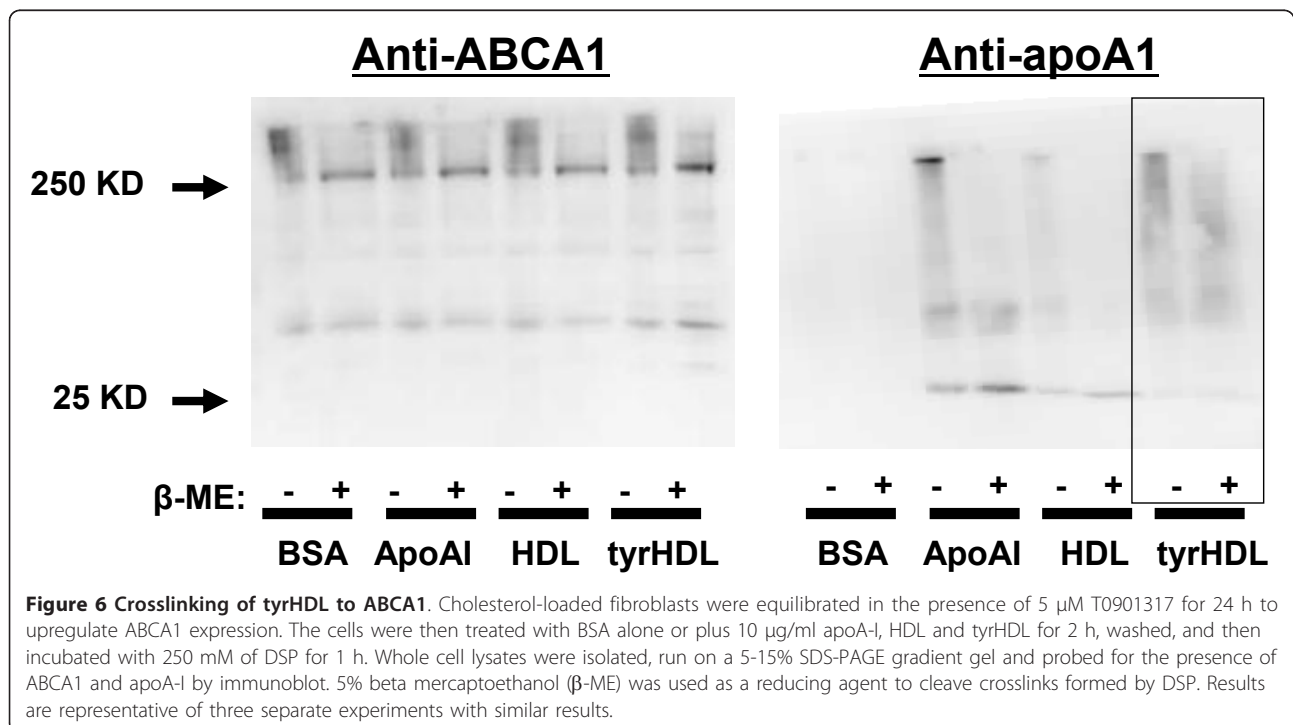 Anti-ABCA1
Anti-apoA1
250 KD
25 KD
β-ME: - + - + - + - +
- + - + - + - +
BSA ApoAI HDL tyrHDL
BSA ApoAI HDL tyrHDL
Figure 6 Crosslinking of tyrHDL to ABCA1. Cholesterol-loaded fibroblasts were equilibrated in the presence of 5 μM T0901317 for 24 h to
upregulate ABCA1 expression. The cells were then treated with BSA alone or plus 10 μg/ml apoA-I, HDL and tyrHDL for 2 h, washed, and then
incubated with 250 mM of DSP for 1 h. Whole cell lysates were isolated, run on a 5-15% SDS-PAGE gradient gel and probed for the presence of
ABCA1 and apoA-I by immunoblot. 5% beta mercaptoethanol (β-ME) was used as a reducing agent to cleave crosslinks formed by DSP. Results
are representative of three separate experiments with similar results.